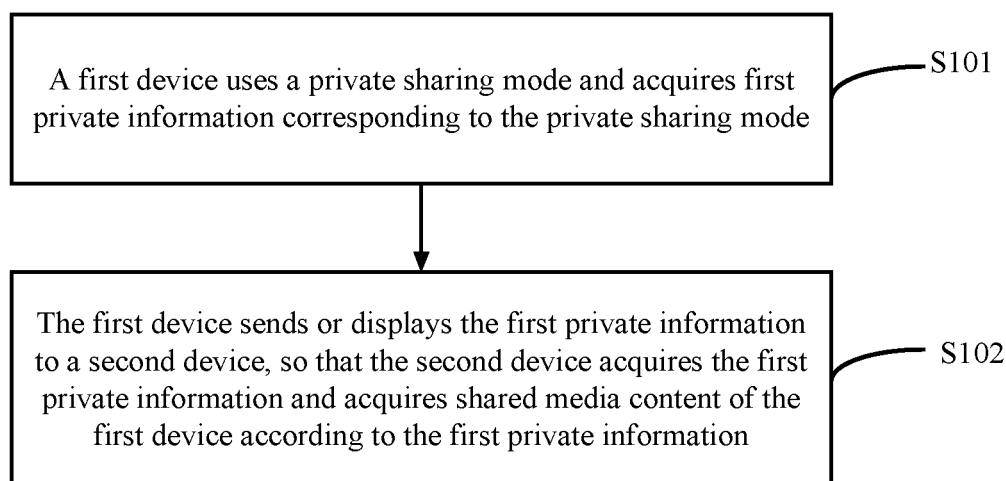 A first device uses a private sharing mode and acquires first
private information corresponding to the private sharing mode
S101
The first device sends or displays the first private information
to a second device, so that the second device acquires the first
private information and acquires shared media content of the
first device according to the first private information
S102